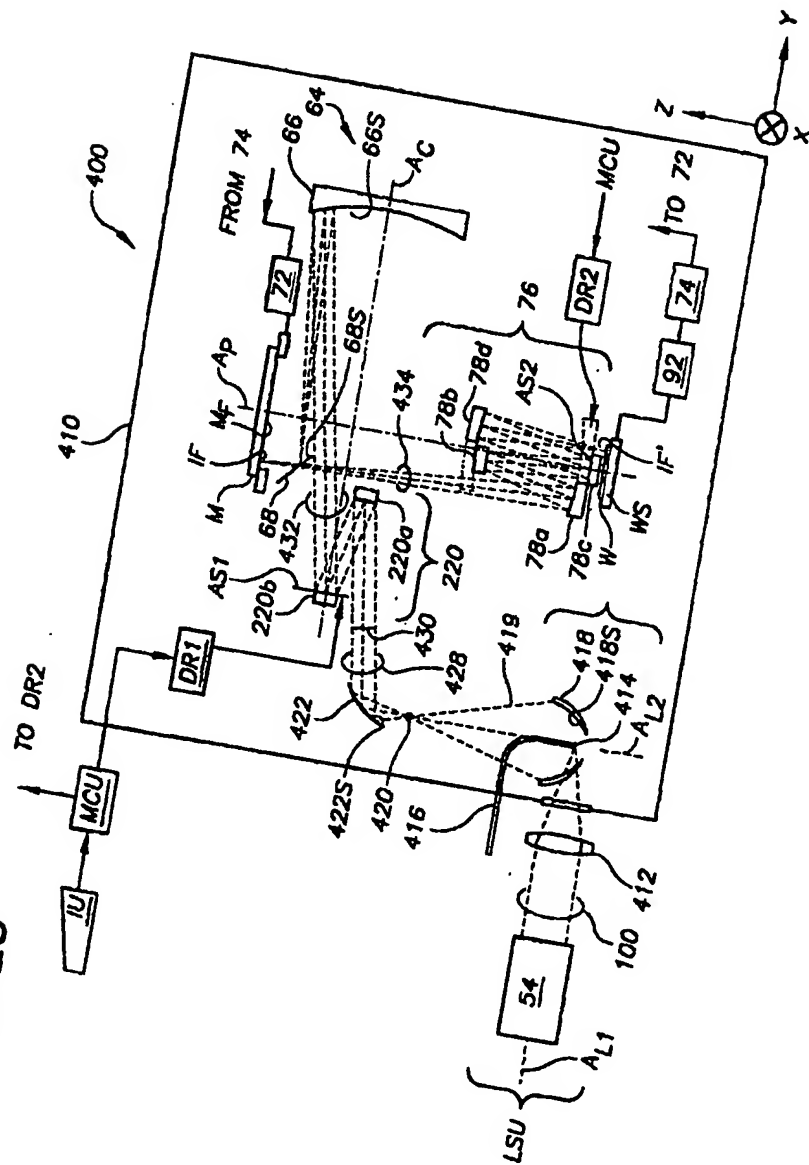 400
410
TO DR2
MCU
IU
DR1
AS1
220b
432
68
M
IF
MF
AP
68S
72
FROM 74
66
64
66S
AC
220a
220
434
430
428
422
422S
420
416
419
418
418S
414
AL2
412
100
54
AL1
LSU
76
78d
78b
78a
78c
AS2
DR2
MCU
IF'
W
WS
92
74
TO 72
Z
Y
X